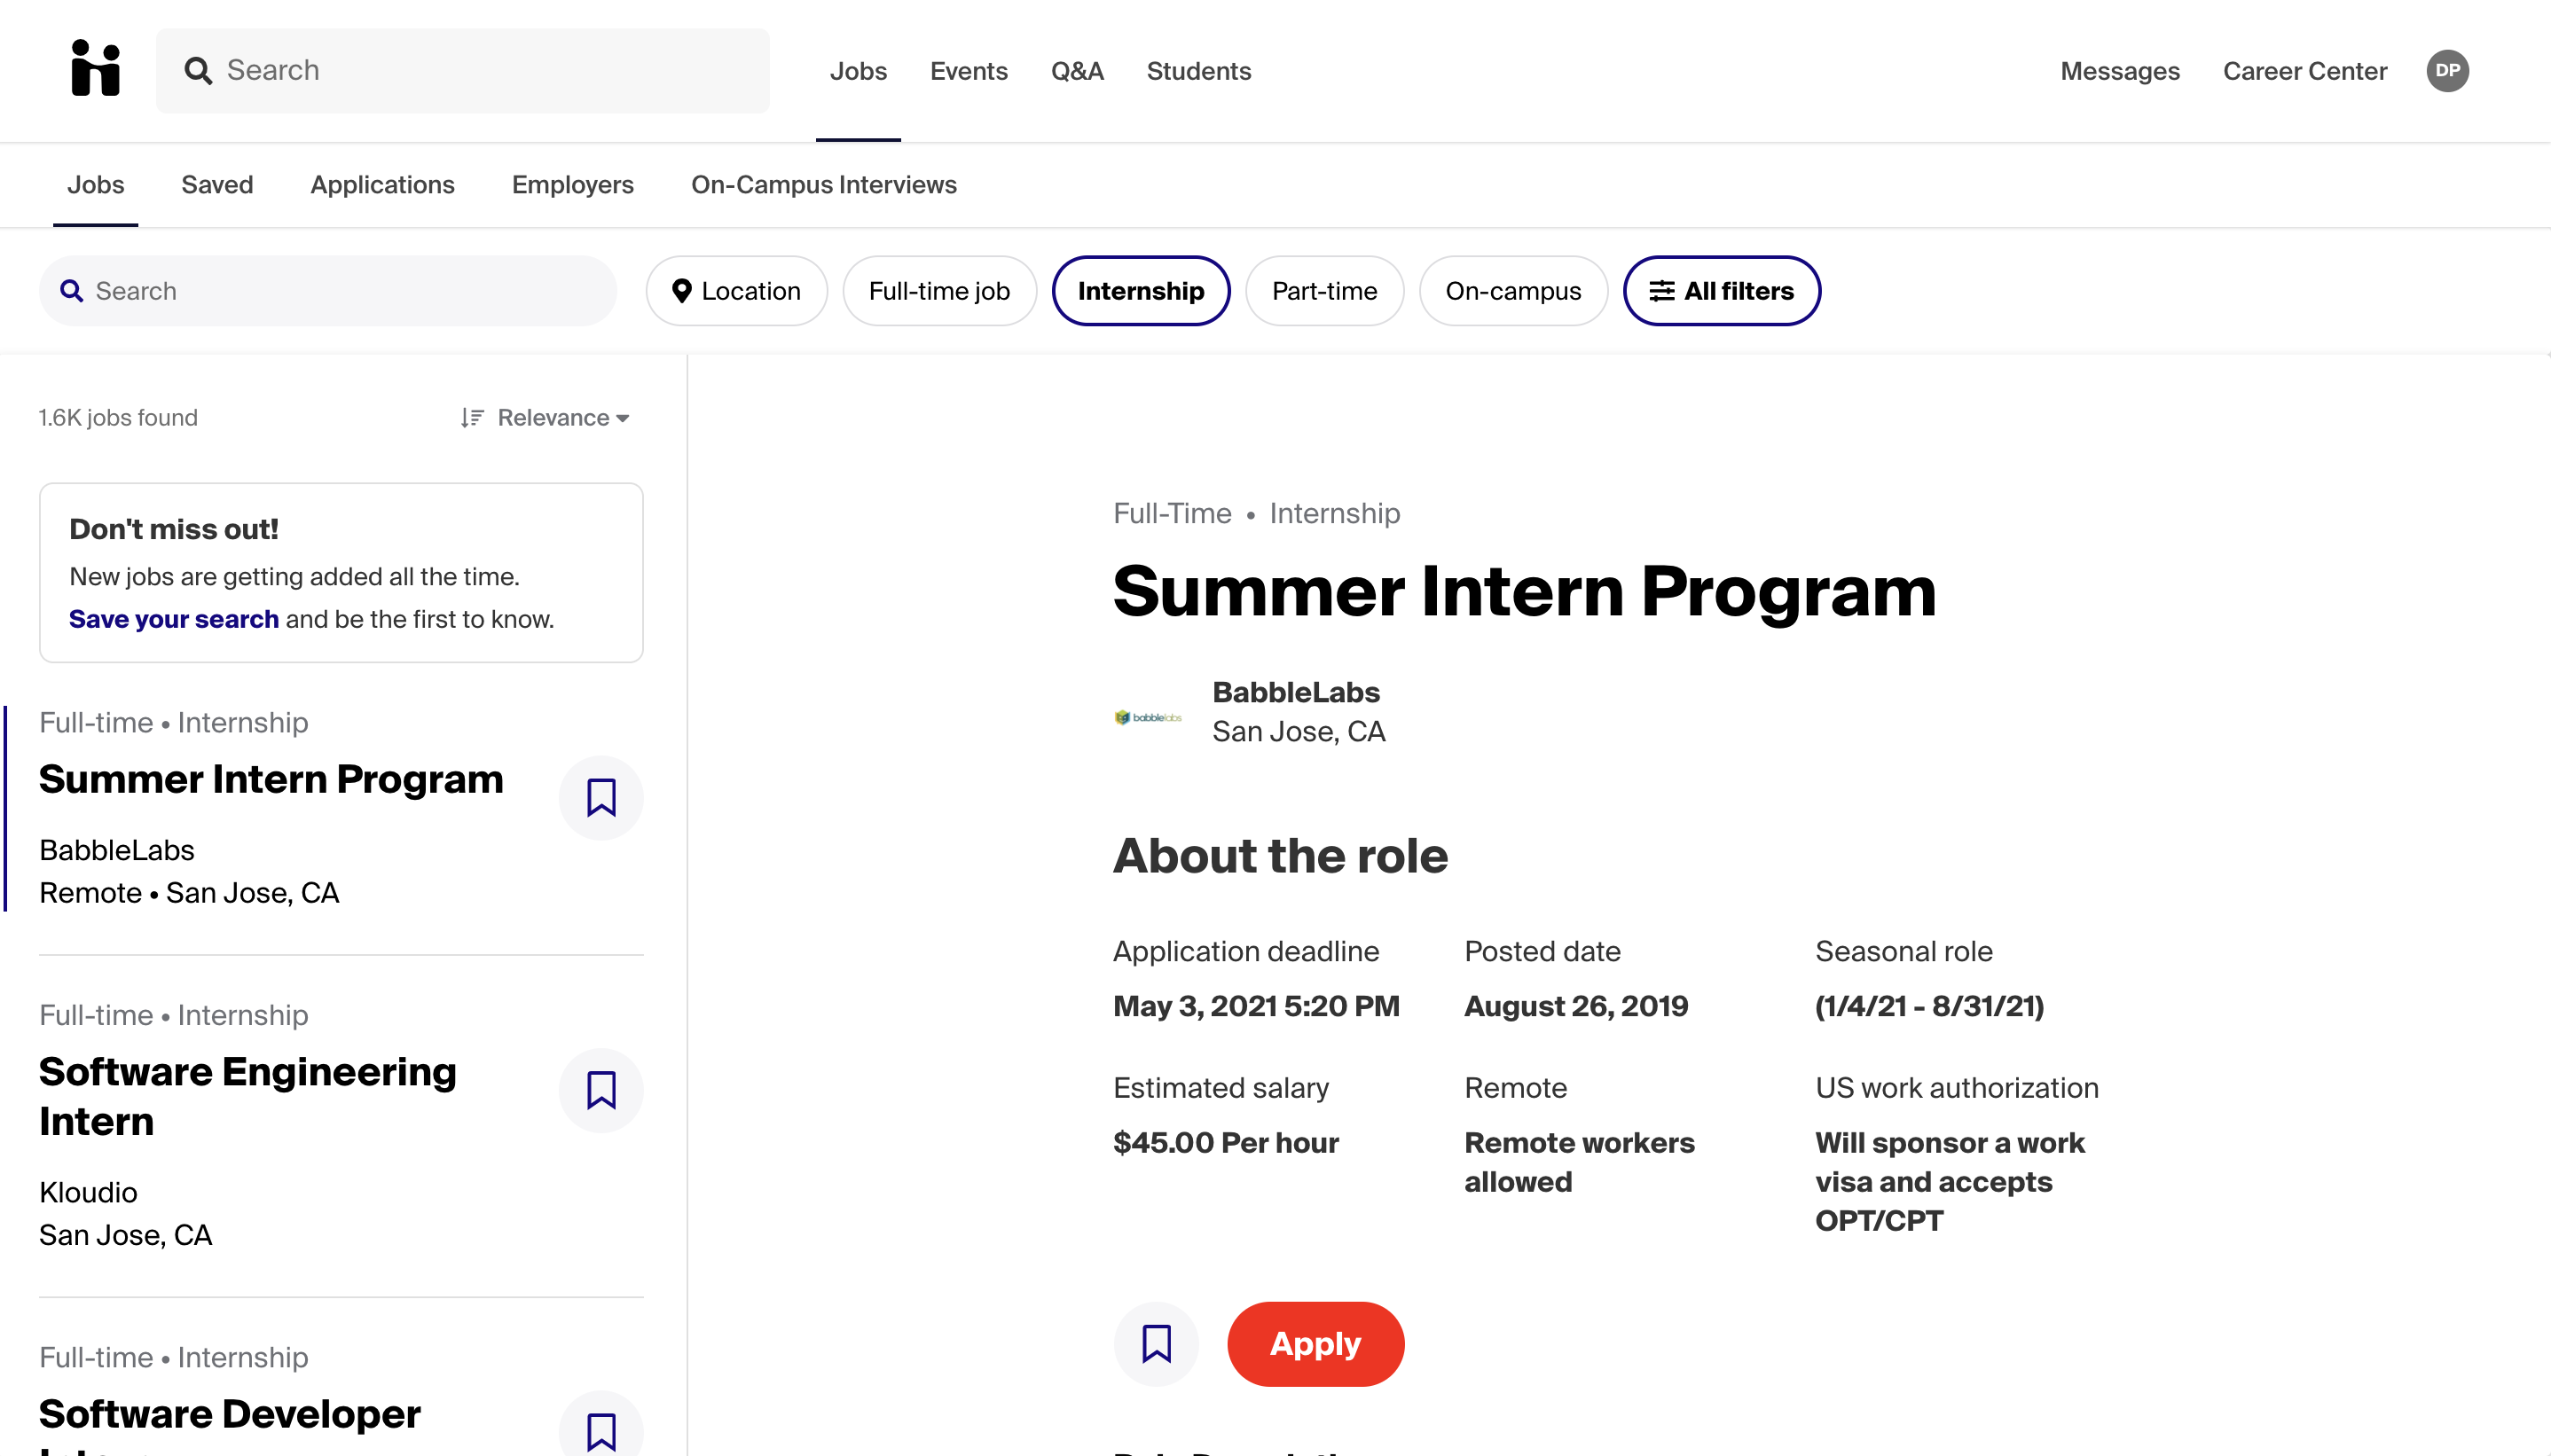 Search
Jobs
Events
Q&A
Students
Messages
Career Center
DP
Jobs
Saved
Applications
Employers
On-Campus Interviews
Search
Location
Full-time job
Internship
Part-time
On-campus
All filters
1.6K jobs found
Relevance
Don't miss out!
New jobs are getting added all the time.
Save your search and be the first to know.
Full-time • Internship
Summer Intern Program
BabbleLabs
Remote • San Jose, CA
Full-time • Internship
Software Engineering
Intern
Kloudio
San Jose, CA
Full-time • Internship
Software Developer
Full-Time • Internship
Summer Intern Program
babblelabs
BabbleLabs
San Jose, CA
About the role
Application deadline
May 3, 2021 5:20 PM
Posted date
August 26, 2019
Seasonal role
(1/4/21 - 8/31/21)
Estimated salary
$45.00 Per hour
Remote
Remote workers
allowed
US work authorization
Will sponsor a work
visa and accepts
OPT/CPT
Apply